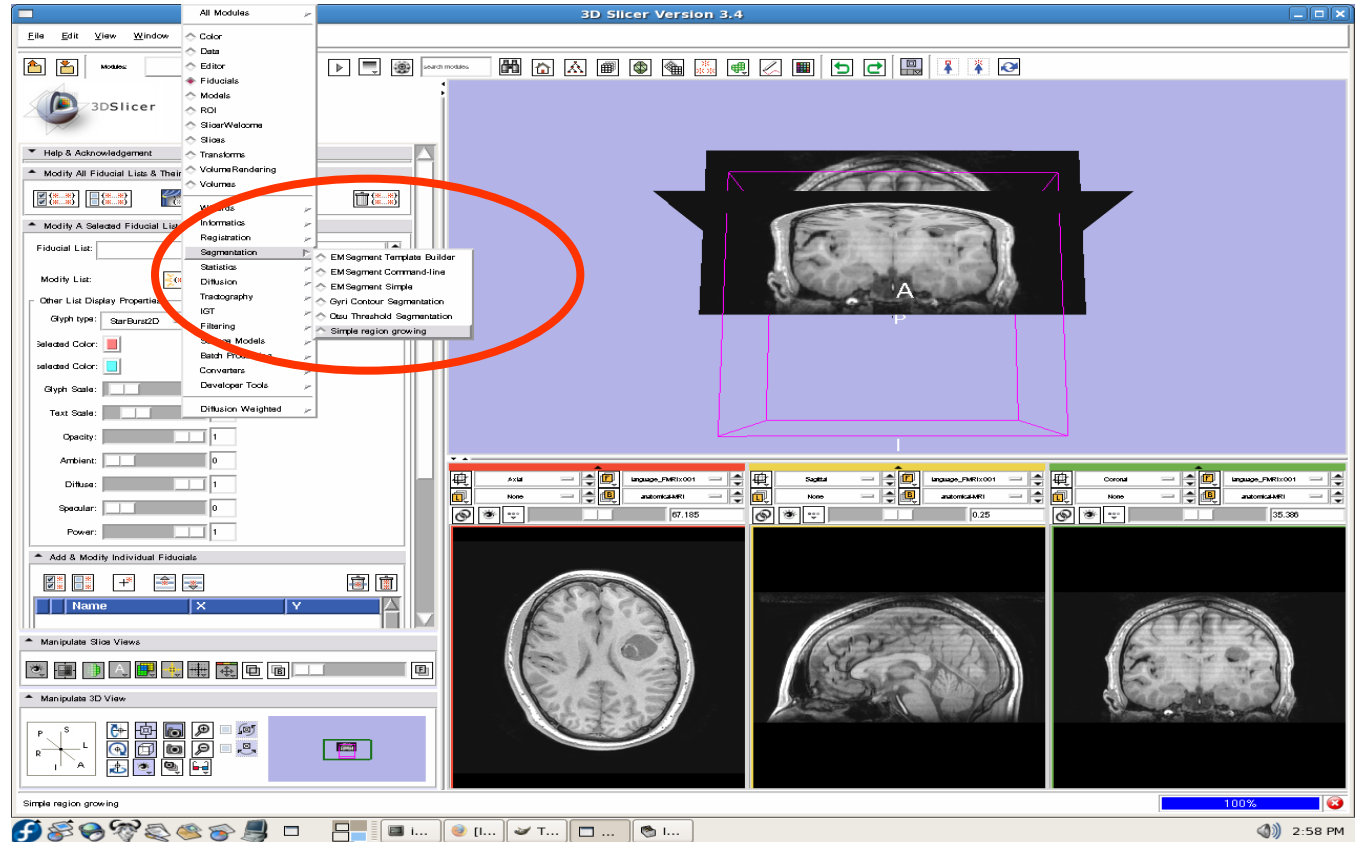 3D Slicer Version 3.4
File Edit View Window
Modules:
search modules
3DSlicer
All Modules
Color
Data
Editor
Fiducials
Models
ROI
SlicerWelcome
Slices
Transforms
VolumeRendering
Volumes
Wizards
Informatics
Registration
Segmentation
Statistics
Diffusion
Tractography
IGT
Filtering
Surface Models
Batch Processing
Converters
Developer Tools
Diffusion Weighted
EMSegment Template Builder
EMSegment Command-line
EMSegment Simple
Gyri Contour Segmentation
Otsu Threshold Segmentation
Simple region growing
Help & Acknowledgement
Modify All Fiducial Lists & Their
Modify A Selected Fiducial List
Fiducial List:
Modify List:
Other List Display Properties
Glyph type: StarBurst2D
Selected Color:
selected Color:
Glyph Scale:
Text Scale:
Opacity: 1
Ambient: 0
Diffuse: 1
Specular: 0
Power: 1
Add & Modify Individual Fiducials
Name X Y
Manipulate Slice Views
A
F
Manipulate 3D View
P S
R L
I A
A
P
I
Axial F language_FMRIx001
L None B anatomical-MRI
67.185
Sagittal F language_FMRIx001
L None B anatomical-MRI
0.25
Coronal F language_FMRIx001
L None B anatomical-MRI
35.386
Simple region growing
100%
i...
[I...
T...
...
I...
2:58 PM